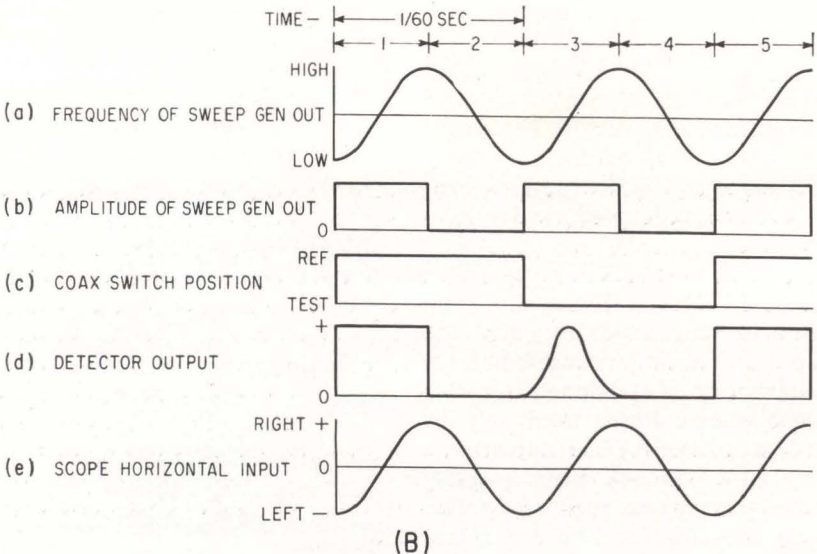 TIME – 1/60 SEC
1 2 3 4 5
HIGH
(a) FREQUENCY OF SWEEP GEN OUT
LOW
(b) AMPLITUDE OF SWEEP GEN OUT
0
REF
(c) COAX SWITCH POSITION
TEST
+
(d) DETECTOR OUTPUT
0
RIGHT +
0
(e) SCOPE HORIZONTAL INPUT
LEFT –
(B)